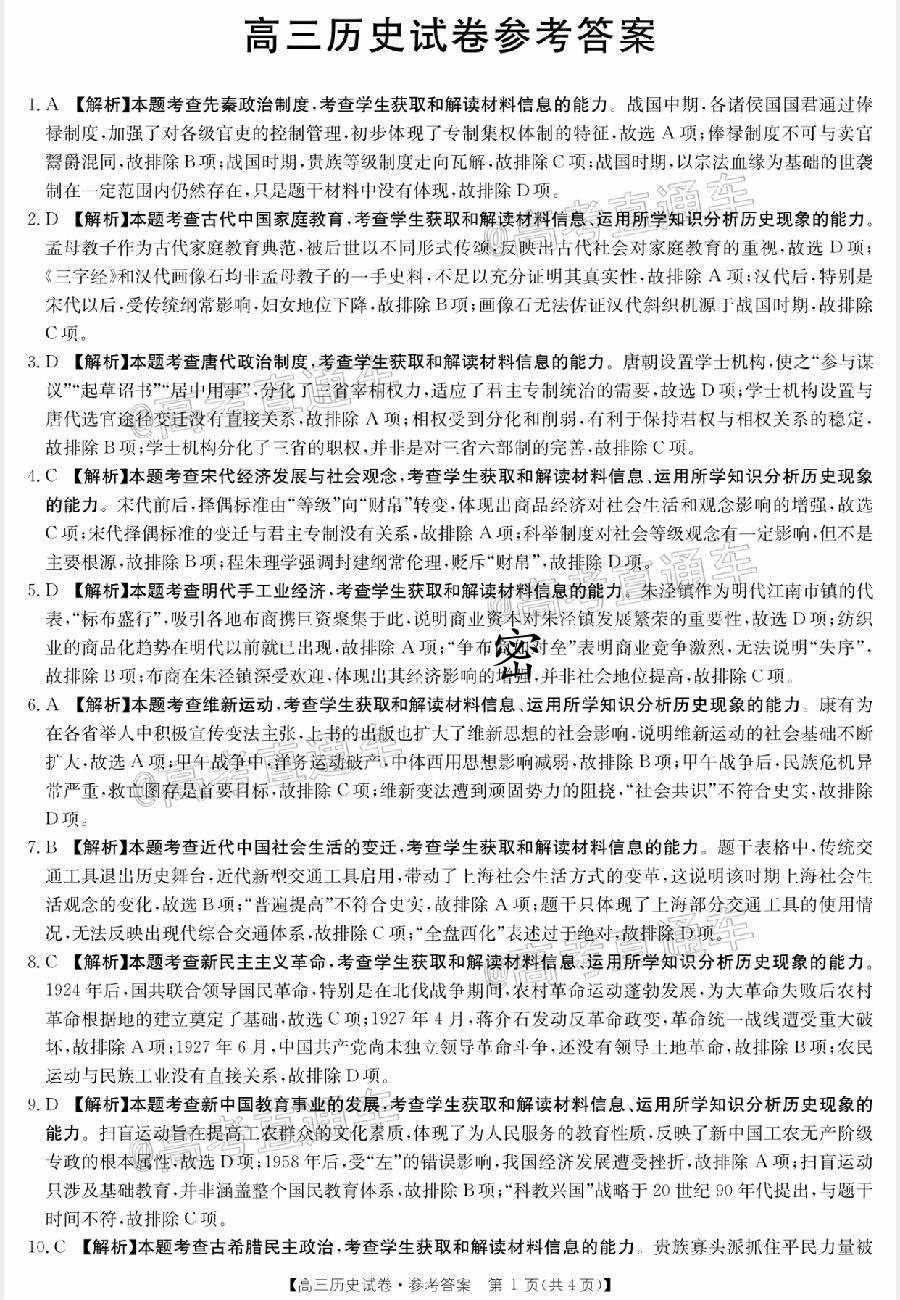 高三历史试卷参考答案
1. A 【解析】本题考查先秦政治制度,考查学生获取和解读材料信息的能力。战国中期,各诸侯国国君通过俸
禄制度,加强了对各级官吏的控制管理,初步体现了专制集权体制的特征,故选 A 项;俸禄制度不可与卖官
鬻爵混同,故排除 B 项;战国时期,贵族等级制度走向瓦解,故排除 C 项;战国时期,以宗法血缘为基础的世袭
制在一定范围内仍然存在,只是题干材料中没有体现,故排除 D 项。
2. D 【解析】本题考查古代中国家庭教育,考查学生获取和解读材料信息、运用所学知识分析历史现象的能力。
孟母教子作为古代家庭教育典范,被后世以不同形式传颂,反映出古代社会对家庭教育的重视,故选 D 项;
《三字经》和汉代画像石均非孟母教子的一手史料,不足以充分证明其真实性,故排除 A 项;汉代后,特别是
宋代以后,受传统纲常影响,妇女地位下降,故排除 B 项;画像石无法佐证汉代斜织机源于战国时期,故排除
C 项。
3. D 【解析】本题考查唐代政治制度,考查学生获取和解读材料信息的能力。唐朝设置学士机构,使之“参与谋
议”“起草诏书”“居中用事”,分化了三省宰相权力,适应了君主专制统治的需要,故选 D 项;学士机构设置与
唐代选官途径变迁没有直接关系,故排除 A 项;相权受到分化和削弱,有利于保持君权与相权关系的稳定,
故排除 B 项;学士机构分化了三省的职权,并非是对三省六部制的完善,故排除 C 项。
4. C 【解析】本题考查宋代经济发展与社会观念,考查学生获取和解读材料信息、运用所学知识分析历史现象
的能力。宋代前后,择偶标准由“等级”向“财帛”转变,体现出商品经济对社会生活和观念影响的增强,故选
C 项;宋代择偶标准的变迁与君主专制没有关系,故排除 A 项;科举制度对社会等级观念有一定影响,但不是
主要根源,故排除 B 项;程朱理学强调封建纲常伦理,贬斥“财帛”,故排除 D 项。
5. D 【解析】本题考查明代手工业经济,考查学生获取和解读材料信息的能力。朱泾镇作为明代江南市镇的代
表,“标布盛行”,吸引各地布商携巨资聚集于此,说明商业资本对朱泾镇发展繁荣的重要性,故选 D 项;纺织
业的商品化趋势在明代以前就已出现,故排除 A 项;“争布商如对垒”表明商业竞争激烈,无法说明“失序”,
故排除 B 项;布商在朱泾镇深受欢迎,体现出其经济影响的增强,并非社会地位提高,故排除 C 项。
密
6. A 【解析】本题考查维新运动,考查学生获取和解读材料信息、运用所学知识分析历史现象的能力。康有为
在各省举人中积极宣传变法主张,上书的出版也扩大了维新思想的社会影响,说明维新运动的社会基础不断
扩大,故选 A 项;甲午战争中,洋务运动破产,中体西用思想影响减弱,故排除 B 项;甲午战争后,民族危机异
常严重,救亡图存是首要目标,故排除 C 项;维新变法遭到顽固势力的阻挠,“社会共识”不符合史实,故排除
D 项。
7. B 【解析】本题考查近代中国社会生活的变迁,考查学生获取和解读材料信息的能力。题干表格中,传统交
通工具退出历史舞台,近代新型交通工具启用,带动了上海社会生活方式的变革,这说明该时期上海社会生
活观念的变化,故选 B 项;“普遍提高”不符合史实,故排除 A 项;题干只体现了上海部分交通工具的使用情
况,无法反映出现代综合交通体系,故排除 C 项;“全盘西化”表述过于绝对,故排除 D 项。
8. C 【解析】本题考查新民主主义革命,考查学生获取和解读材料信息、运用所学知识分析历史现象的能力。
1924 年后,国共联合领导国民革命,特别是在北伐战争期间,农村革命运动蓬勃发展,为大革命失败后农村
革命根据地的建立奠定了基础,故选 C 项;1927 年 4 月,蒋介石发动反革命政变,革命统一战线遭受重大破
坏,故排除 A 项;1927 年 6 月,中国共产党尚未独立领导革命斗争,还没有领导土地革命,故排除 B 项;农民
运动与民族工业没有直接关系,故排除 D 项。
9. D 【解析】本题考查新中国教育事业的发展,考查学生获取和解读材料信息、运用所学知识分析历史现象的
能力。扫盲运动旨在提高工农群众的文化素质,体现了为人民服务的教育性质,反映了新中国工农无产阶级
专政的根本属性,故选 D 项;1958 年后,受“左”的错误影响,我国经济发展遭受挫折,故排除 A 项;扫盲运动
只涉及基础教育,并非涵盖整个国民教育体系,故排除 B 项;“科教兴国”战略于 20 世纪 90 年代提出,与题干
时间不符,故排除 C 项。
10. C 【解析】本题考查古希腊民主政治,考查学生获取和解读材料信息的能力。贵族寡头派抓住平民力量被
【高三历史试卷·参考答案 第 1 页(共 4 页)】
@高考直通车
@高考直通车
@高考直通车
@高考直通车
@高考直通车
@高考直通车